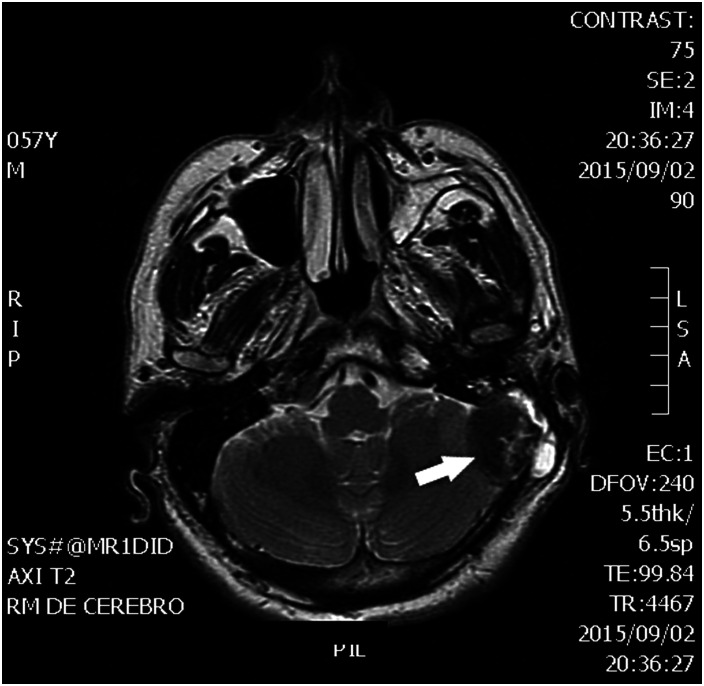 CONTRAST:
75
SE:2
IM:4
20:36:27
2015/09/02
90
057Y
M
R
I
P
L
S
A
EC:1
DFOV:240
5.5thk/
6.5sp
TE:99.84
TR:4467
2015/09/02
20:36:27
SYS#@MR1DID
AXI T2
RM DE CEREBRO